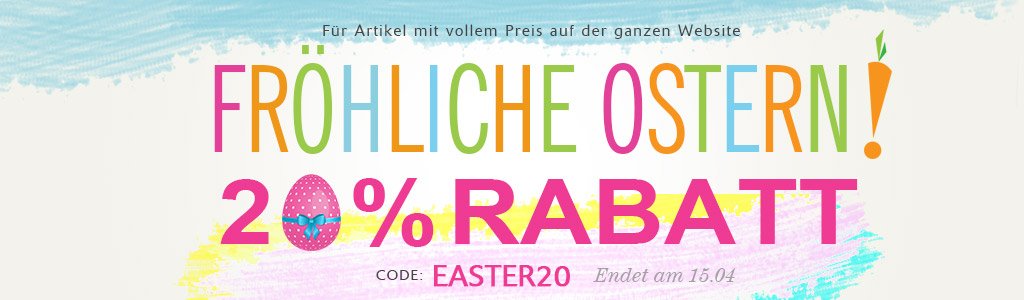 Für Artikel mit vollem Preis auf der ganzen Website
FRÖHLICHE OSTERN!
20% RABATT
CODE: EASTER20 Endet am 15.04